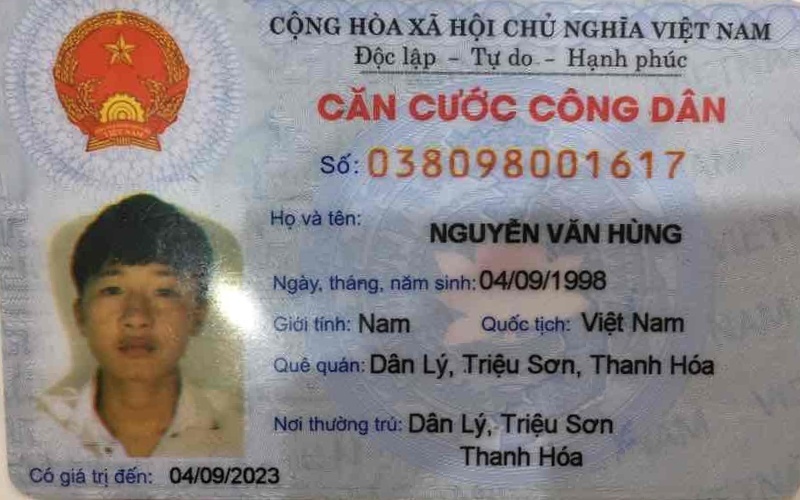 CỘNG HÒA XÃ HỘI CHỦ NGHĨA VIỆT NAM
Độc lập - Tự do - Hạnh phúc
CĂN CƯỚC CÔNG DÂN
Số: 038098001617
Họ và tên: NGUYỄN VĂN HÙNG
Ngày, tháng, năm sinh: 04/09/1998
Giới tính: Nam Quốc tịch: Việt Nam
Quê quán: Dân Lý, Triệu Sơn, Thanh Hóa
Nơi thường trú: Dân Lý, Triệu Sơn
Thanh Hóa
Có giá trị đến: 04/09/2023